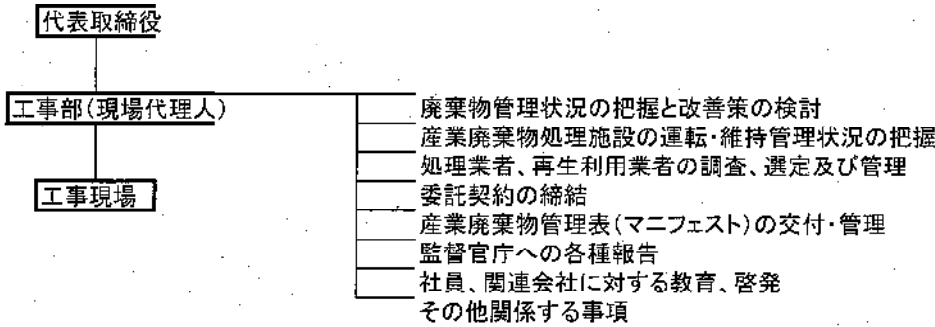 代表取締役
工事部(現場代理人)
廃棄物管理状況の把握と改善策の検討
産業廃棄物処理施設の運転・維持管理状況の把握
処理業者、再生利用業者の調査、選定及び管理
工事現場
委託契約の締結
産業廃棄物管理表(マニフェスト)の交付・管理
監督官庁への各種報告
社員、関連会社に対する教育、啓発
その他関係する事項